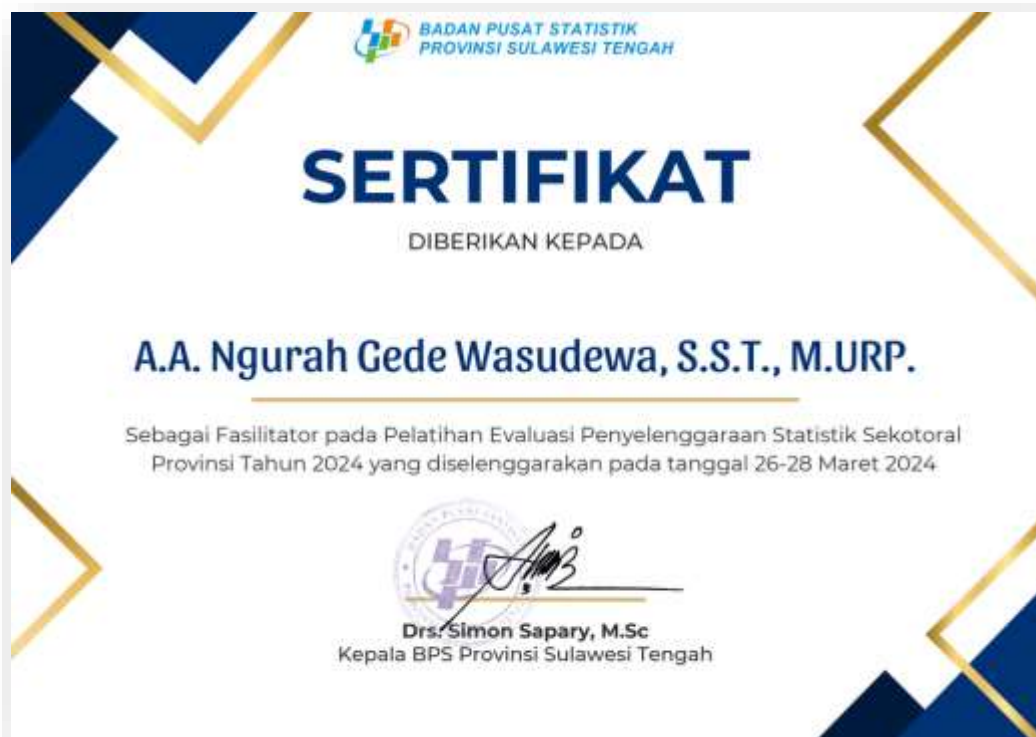 BADAN PUSAT STATISTIK
PROVINSI SULAWESI TENGAH
SERTIFIKAT
DIBERIKAN KEPADA
A.A. Ngurah Gede Wasudewa, S.S.T., M.URP.
Sebagai Fasilitator pada Pelatihan Evaluasi Penyelenggaraan Statistik Sekotoral
Provinsi Tahun 2024 yang diselenggarakan pada tanggal 26-28 Maret 2024
Drs. Simon Sapary, M.Sc
Kepala BPS Provinsi Sulawesi Tengah